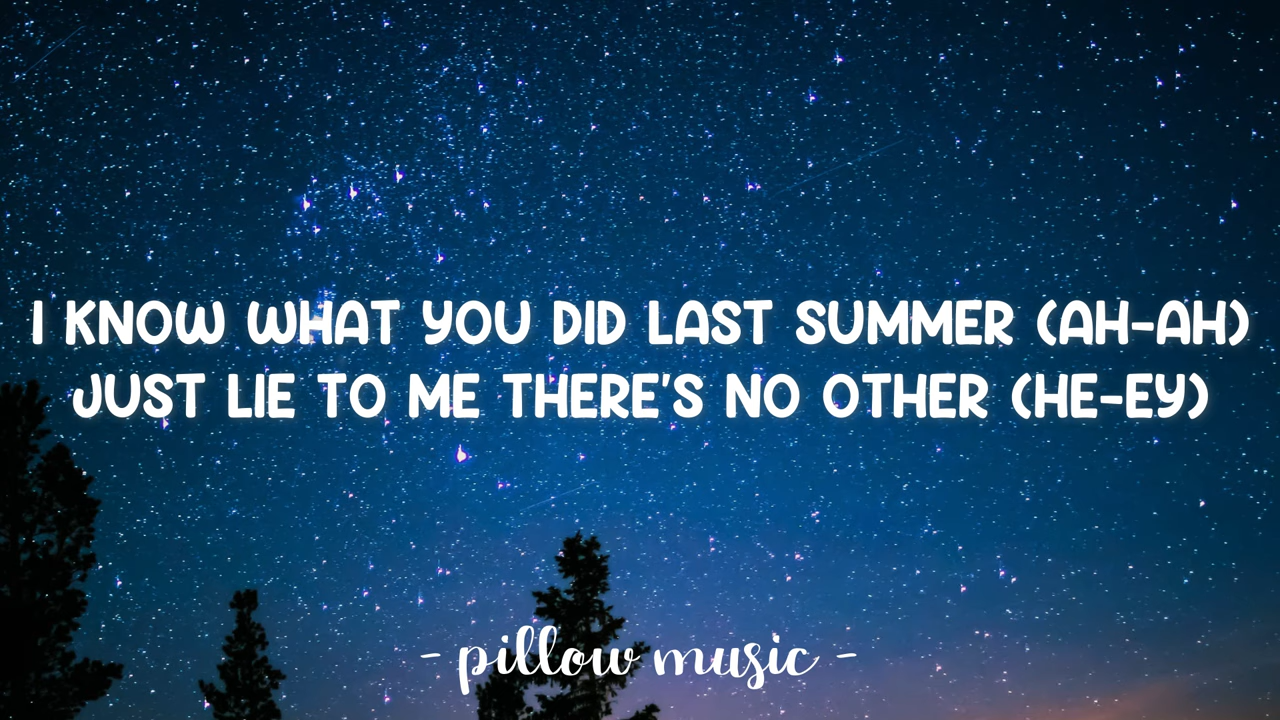 I KNOW WHAT YOU DID LAST SUMMER (AH-AH)
JUST LIE TO ME THERE'S NO OTHER (HE-EY)
- pillow music -